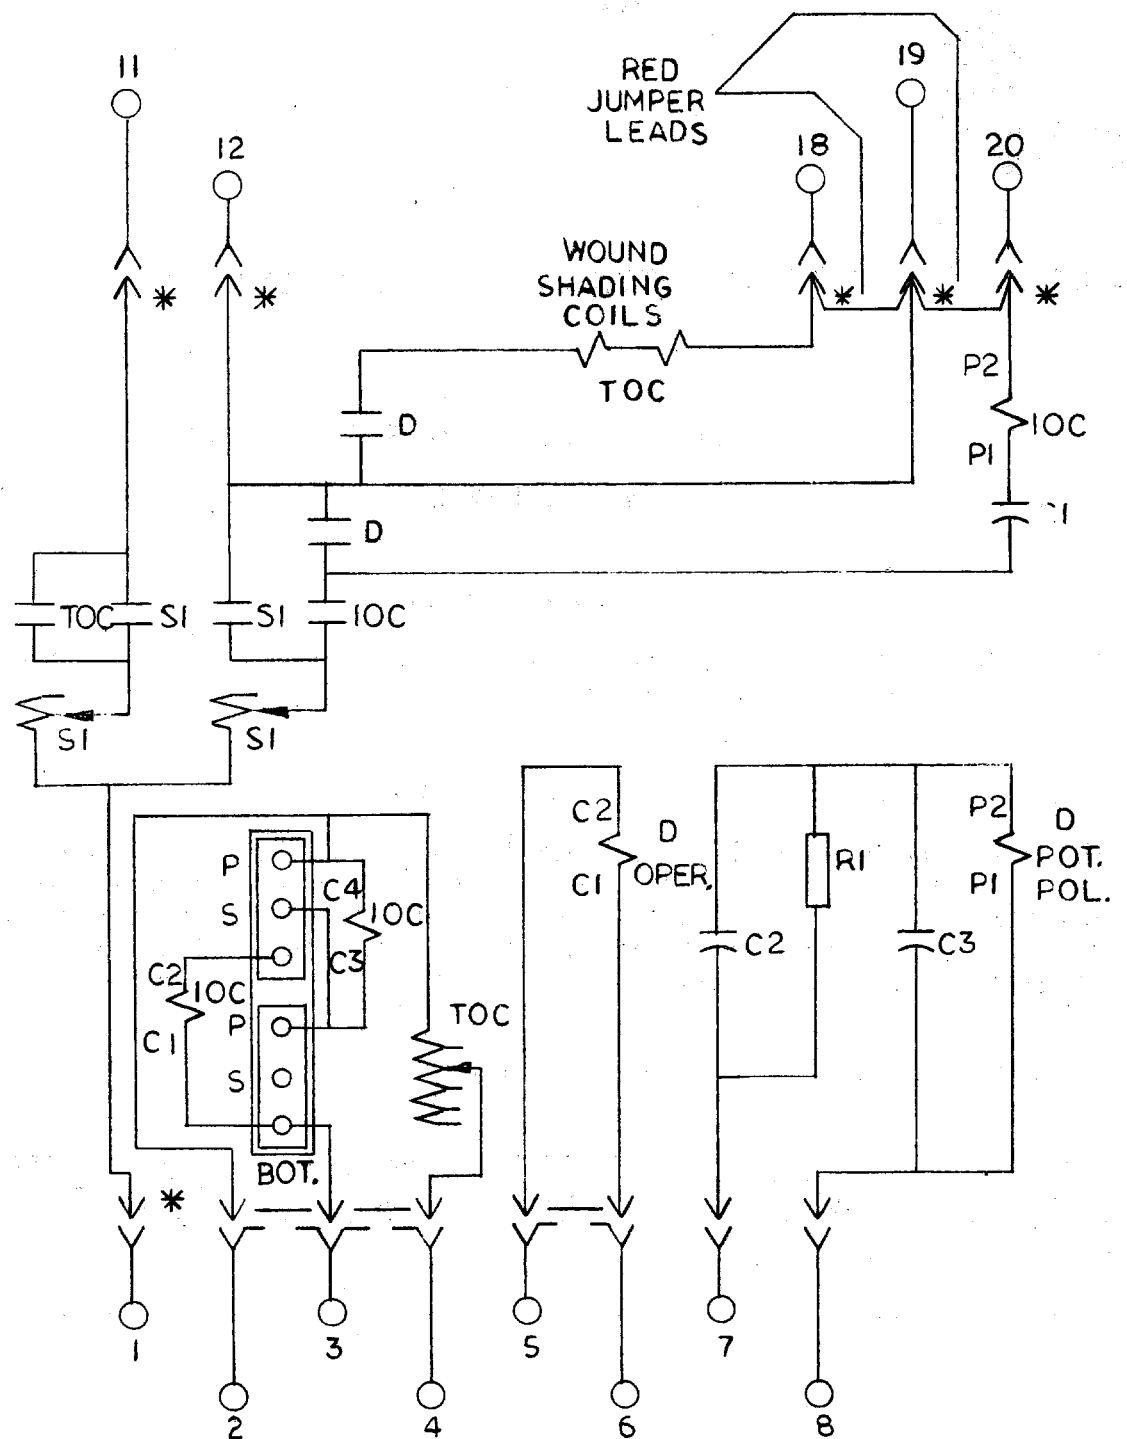 11
12
RED
JUMPER
LEADS
19
18
20
WOUND
SHADING
COILS
*
*
*
*
*
TOC
P2
IOC
P1
D
D
TOC
SI
SI
IOC
SI
SI
P
C4
S
IOC
C3
C2
IOC
C1
P
S
BOT.
TOC
C2
D
OPER.
C1
R1
C2
C3
P2
D
POT.
POL.
P1
*
1
2
3
4
5
6
7
8